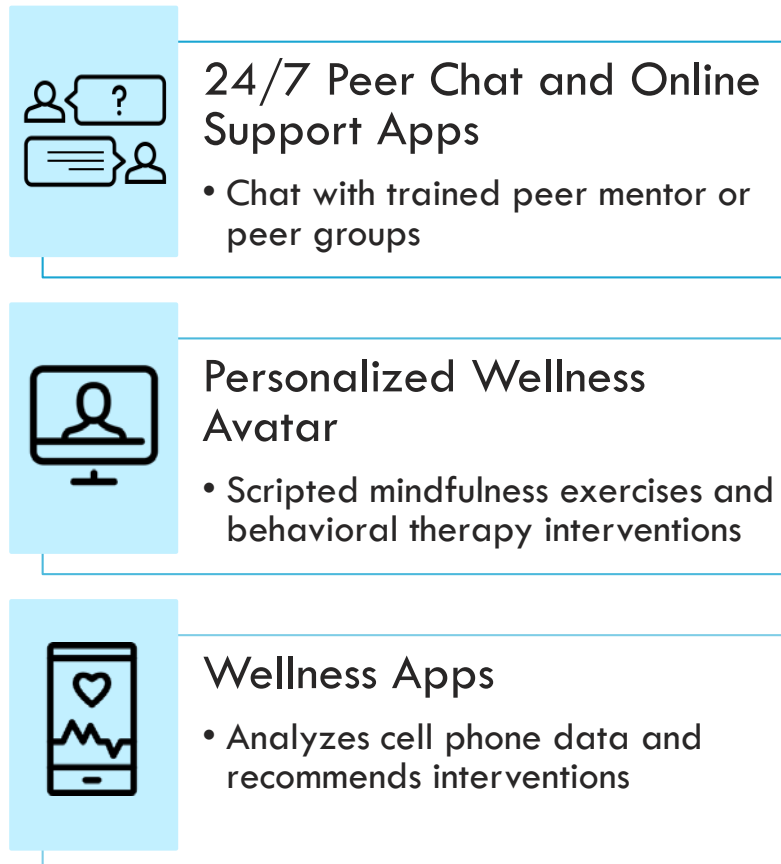 ?
24/7 Peer Chat and Online
Support Apps
• Chat with trained peer mentor or
peer groups
Personalized Wellness
Avatar
• Scripted mindfulness exercises and
behavioral therapy interventions
Wellness Apps
• Analyzes cell phone data and
recommends interventions